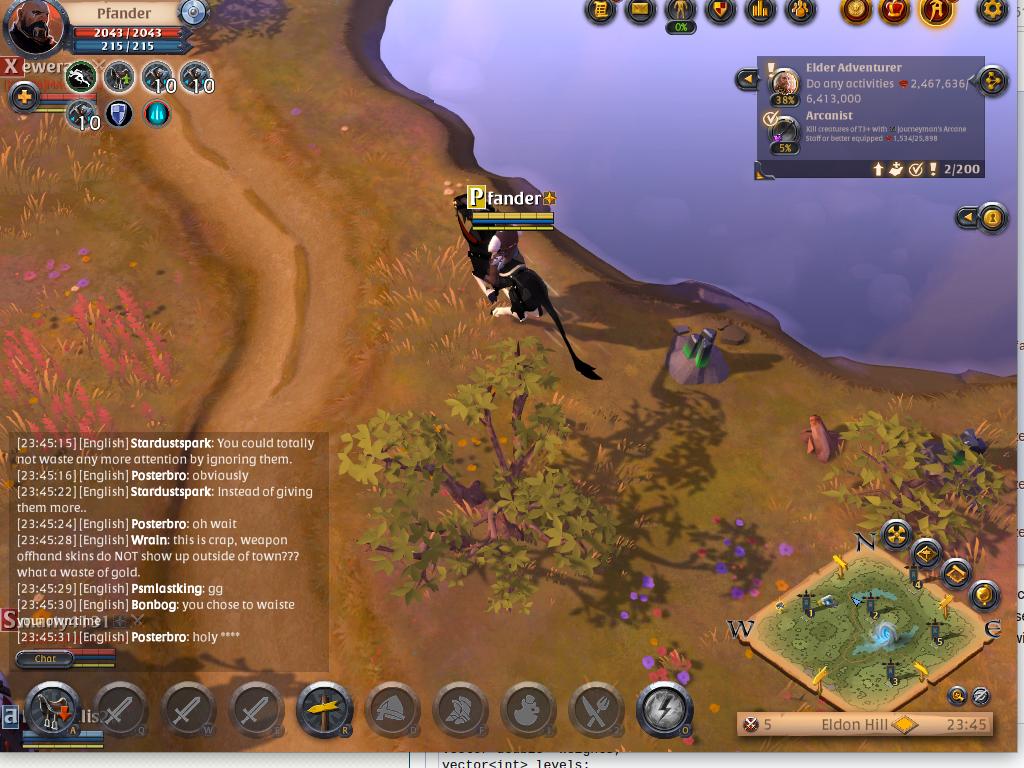 Pfander
2043/2043
215/215
0%
X
10
10
10
Elder Adventurer
Do any activities 2,467,636/
6,413,000
38%
Arcanist
Kill creatures of T3+ with Journeyman's Arcane
Staff or better equipped 1,534/25,898
5%
2/200
Pfander
[23:45:15] [English] Stardustspark: You could totally
not waste any more attention by ignoring them.
[23:45:16] [English] Posterbro: obviously
[23:45:22] [English] Stardustspark: Instead of giving
them more..
[23:45:24] [English] Posterbro: oh wait
[23:45:28] [English] Wrain: this is crap, weapon
offhand skins do NOT show up outside of town???
what a waste of gold.
[23:45:29] [English] Psmlastking: gg
[23:45:30] [English] Bonbog: you chose to waiste
your own time
[23:45:31] [English] Posterbro: holy ****
Chat
N
W
E
4
1
2
5
3
A
Q
W
E
R
D
F
1
2
O
5
Eldon Hill
23:45
vector<int> levels;